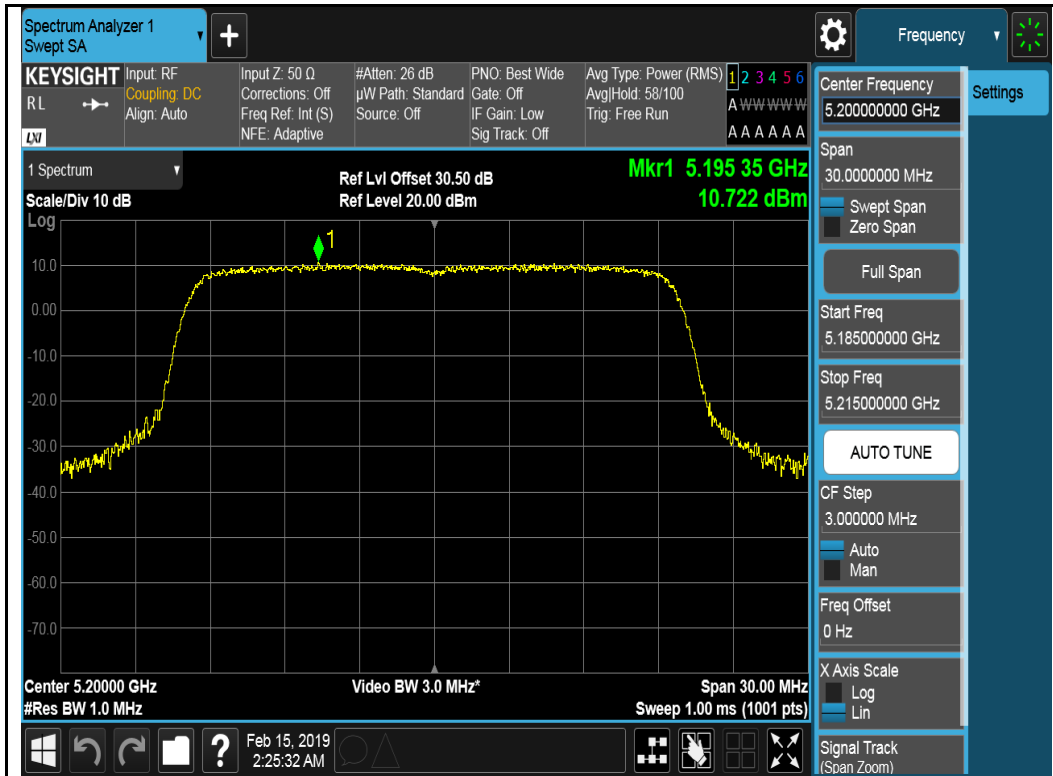 Spectrum Analyzer 1
Swept SA
+
Frequency
KEYSIGHT
RL
LXI
Input: RF
Coupling: DC
Align: Auto
Input Z: 50 Ω
Corrections: Off
Freq Ref: Int (S)
NFE: Adaptive
#Atten: 26 dB
µW Path: Standard
Source: Off
PNO: Best Wide
Gate: Off
IF Gain: Low
Sig Track: Off
Avg Type: Power (RMS)
Avg|Hold: 58/100
Trig: Free Run
1 2 3 4 5 6
A W W W W W
A A A A A A
1 Spectrum
Scale/Div 10 dB
Log
Ref Lvl Offset 30.50 dB
Ref Level 20.00 dBm
Mkr1 5.195 35 GHz
10.722 dBm
1
10.0
0.00
-10.0
-20.0
-30.0
-40.0
-50.0
-60.0
-70.0
Center 5.20000 GHz
#Res BW 1.0 MHz
Video BW 3.0 MHz*
Span 30.00 MHz
Sweep 1.00 ms (1001 pts)
Center Frequency
5.200000000 GHz
Settings
Span
30.0000000 MHz
Swept Span
Zero Span
Full Span
Start Freq
5.185000000 GHz
Stop Freq
5.215000000 GHz
AUTO TUNE
CF Step
3.000000 MHz
Auto
Man
Freq Offset
0 Hz
X Axis Scale
Log
Lin
Signal Track
(Span Zoom)
?
Feb 15, 2019
2:25:32 AM